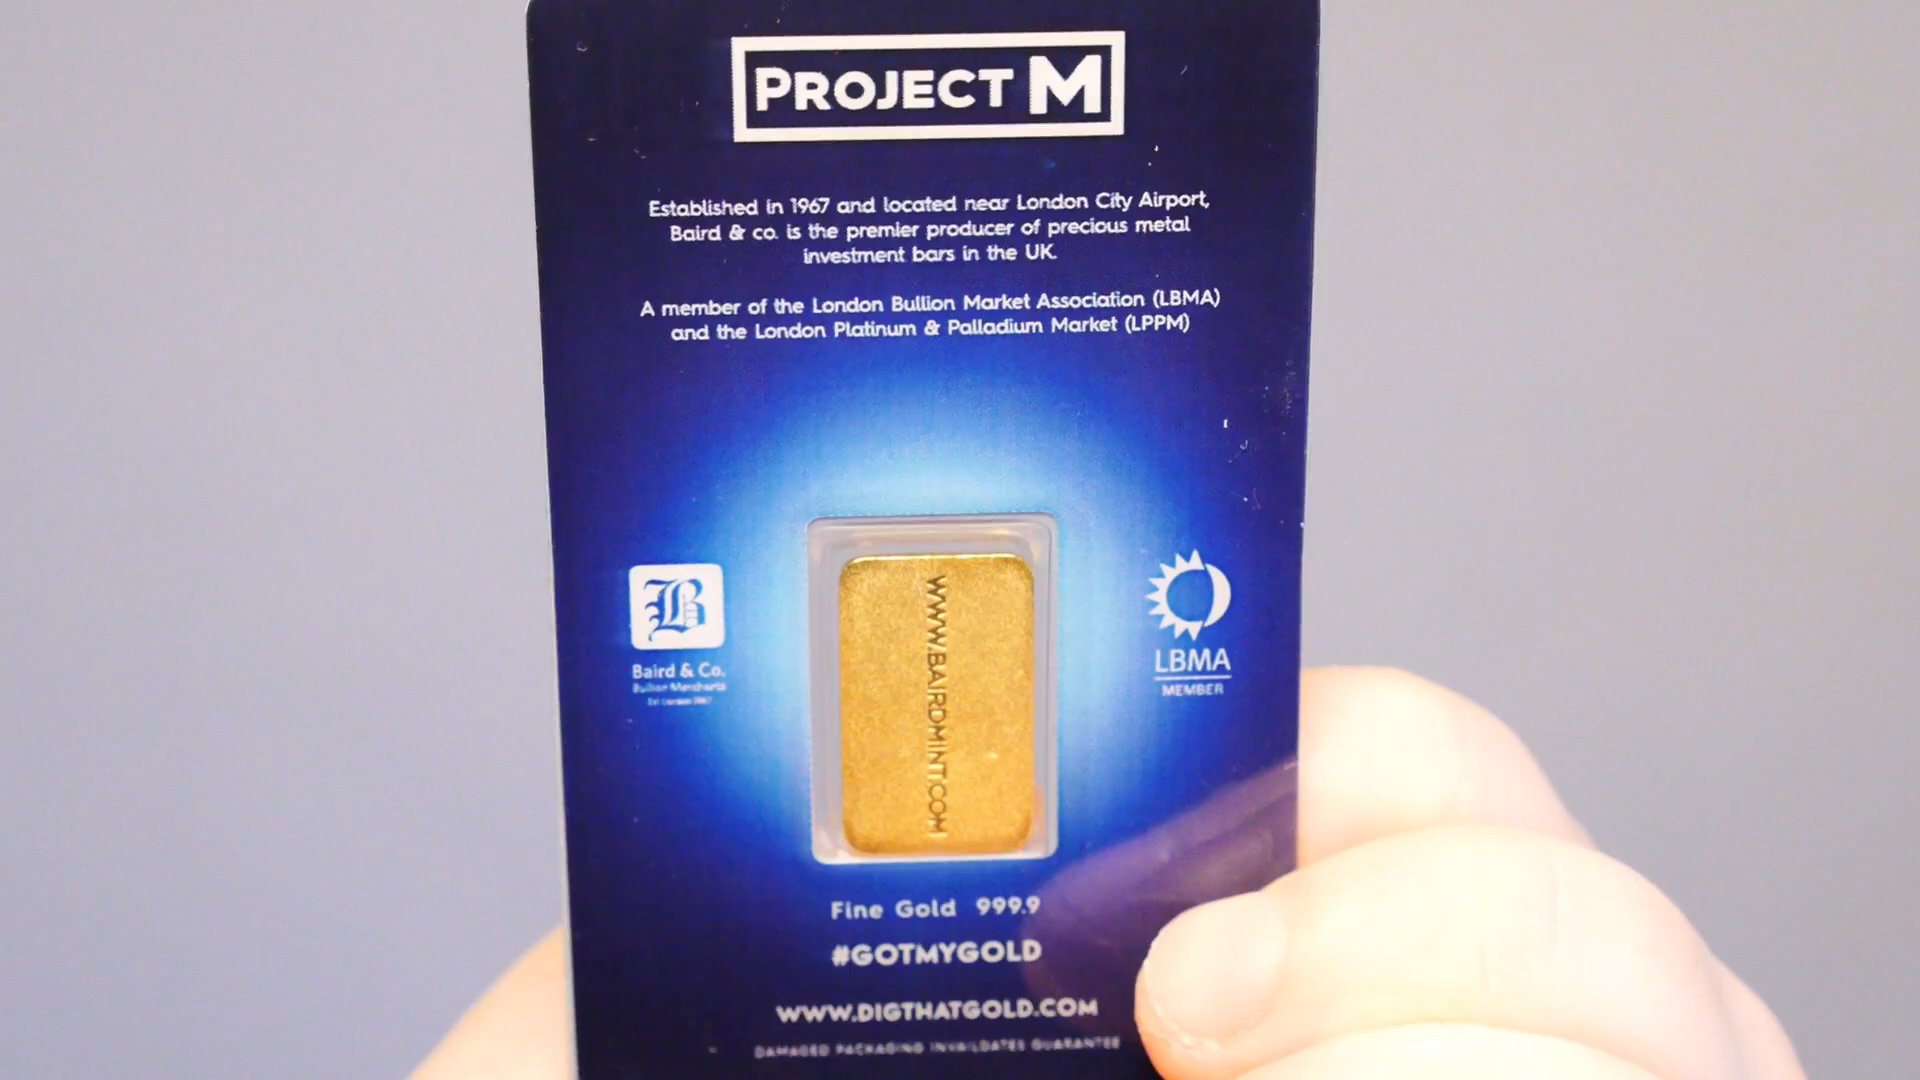 PROJECT M
Established in 1967 and located near London City Airport,
Baird & co. is the premier producer of precious metal
investment bars in the UK.
A member of the London Bullion Market Association (LBMA)
and the London Platinum & Palladium Market (LPPM)
WWW.BAIRDMINT.COM
B
Baird & Co.
Bullion Merchants
LBMA
MEMBER
Fine Gold 999.9
#GOTMYGOLD
WWW.DIGTHATGOLD.COM
DAMAGED PACKAGING INVAILDATES GUARANTEE